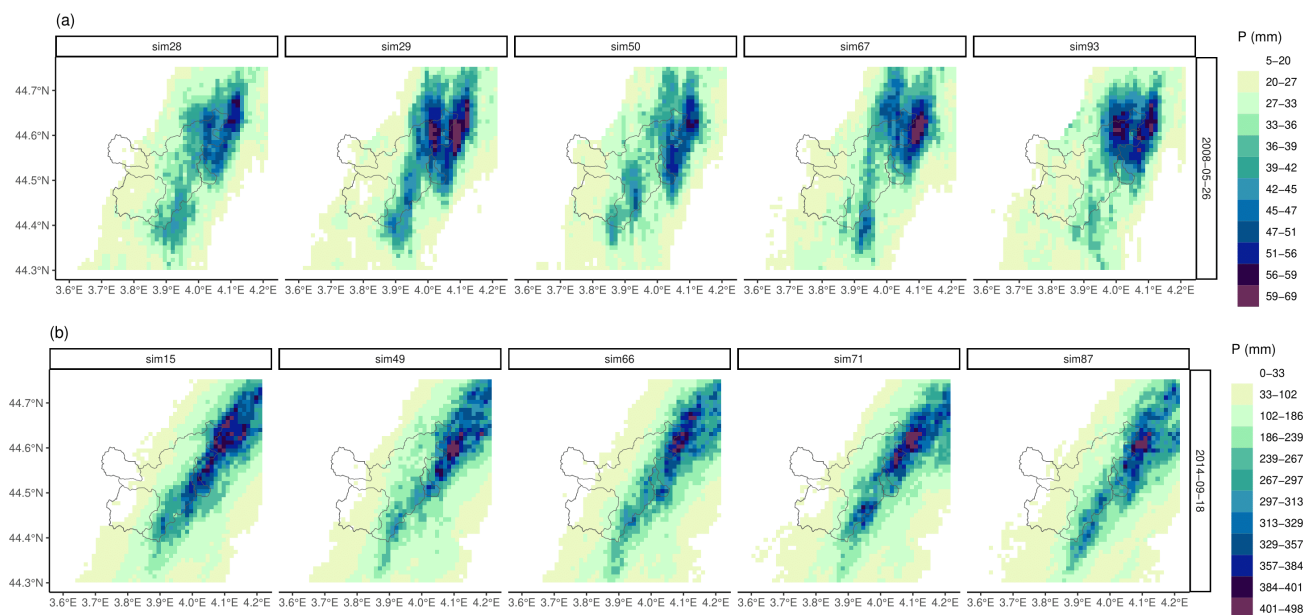 (a)
sim28 sim29 sim50 sim67 sim93
44.7°N
44.6°N
44.5°N
44.4°N
44.3°N
3.6°E 3.7°E 3.8°E 3.9°E 4.0°E 4.1°E 4.2°E 3.6°E 3.7°E 3.8°E 3.9°E 4.0°E 4.1°E 4.2°E 3.6°E 3.7°E 3.8°E 3.9°E 4.0°E 4.1°E 4.2°E 3.6°E 3.7°E 3.8°E 3.9°E 4.0°E 4.1°E 4.2°E 3.6°E 3.7°E 3.8°E 3.9°E 4.0°E 4.1°E 4.2°E
2008−05−26
P (mm)
5−20
20−27
27−33
33−36
36−39
39−42
42−45
45−47
47−51
51−56
56−59
59−69
(b)
sim15 sim49 sim66 sim71 sim87
44.7°N
44.6°N
44.5°N
44.4°N
44.3°N
3.6°E 3.7°E 3.8°E 3.9°E 4.0°E 4.1°E 4.2°E 3.6°E 3.7°E 3.8°E 3.9°E 4.0°E 4.1°E 4.2°E 3.6°E 3.7°E 3.8°E 3.9°E 4.0°E 4.1°E 4.2°E 3.6°E 3.7°E 3.8°E 3.9°E 4.0°E 4.1°E 4.2°E 3.6°E 3.7°E 3.8°E 3.9°E 4.0°E 4.1°E 4.2°E
2014−09−18
P (mm)
0−33
33−102
102−186
186−239
239−267
267−297
297−313
313−329
329−357
357−384
384−401
401−494